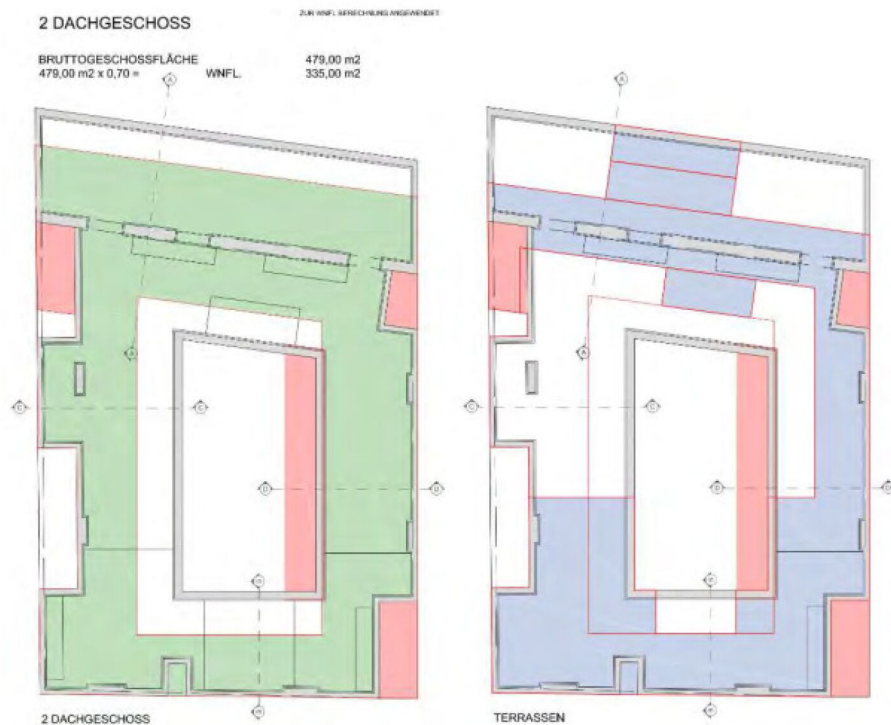 ZUR WNFL BERECHNUNG ANGEWENDET
2 DACHGESCHOSS
BRUTTOGESCHOSSFLÄCHE 479,00 m2
479,00 m2 x 0,70 = WNFL. 335,00 m2
A A
A A
C C C C
D D D D
2 DACHGESCHOSS
TERRASSEN